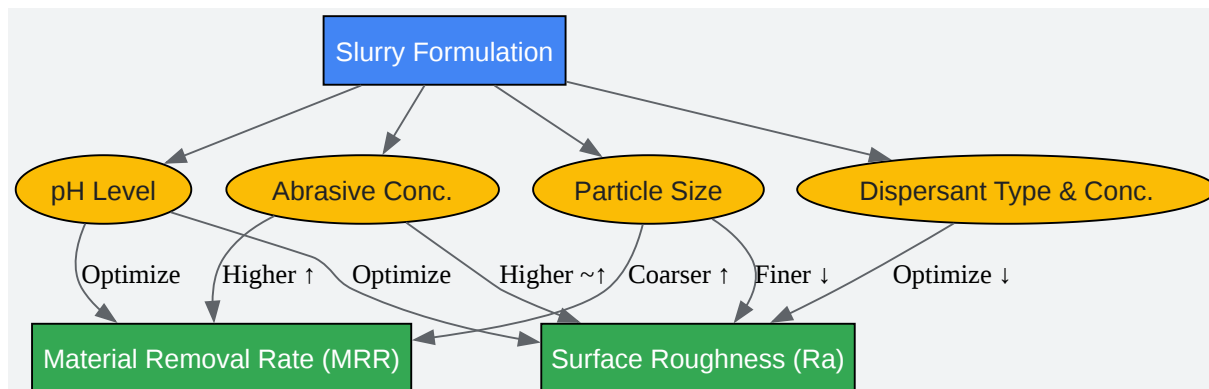 Slurry Formulation
pH Level
Abrasive Conc.
Particle Size
Dispersant Type & Conc.
Optimize
Higher ↑
Optimize
Higher ~↑
Coarser ↑
Finer ↓
Optimize ↓
Material Removal Rate (MRR)
Surface Roughness (Ra)